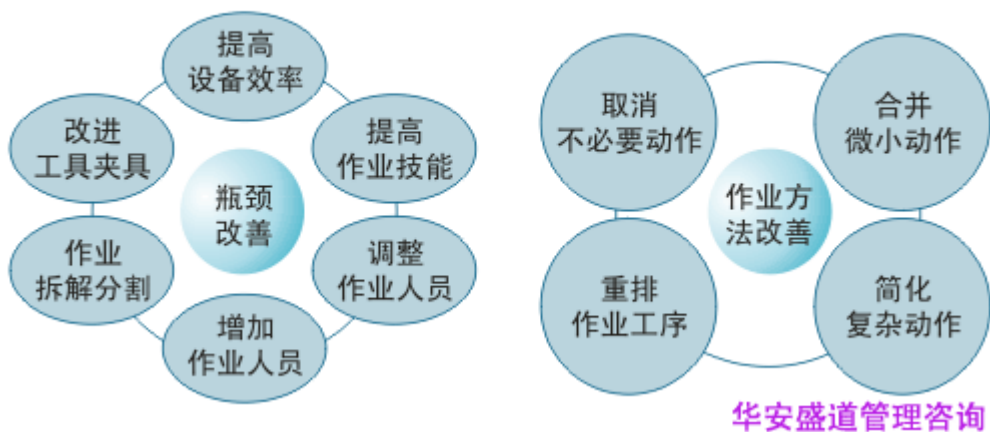 提高
设备效率
提高
作业技能
调整
作业人员
增加
作业人员
作业
拆解分割
改进
工具夹具
瓶颈
改善
取消
不必要动作
合并
微小动作
简化
复杂动作
重排
作业工序
作业方
法改善
华安盛道管理咨询